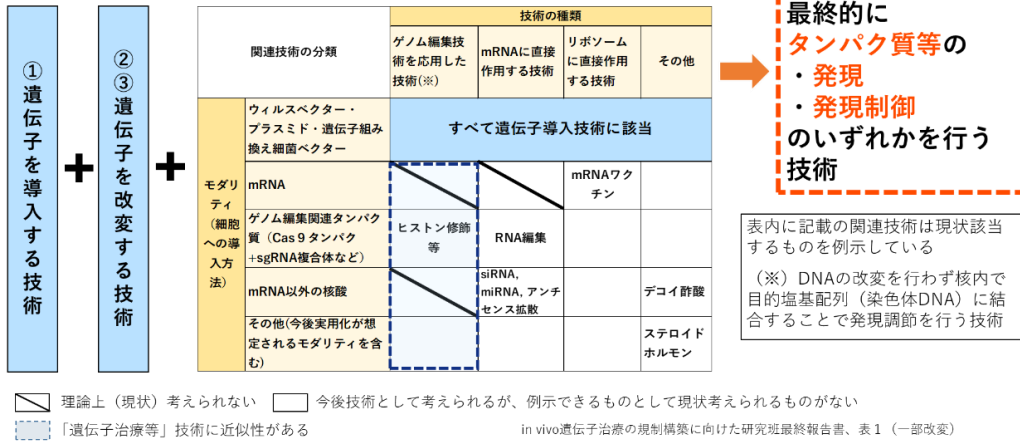 ①遺伝子を導入する技術
②
③遺伝子を改変する技術
関連技術の分類
技術の種類
ゲノム編集技
術を応用した
技術(※)
mRNAに直接
作用する技術
リボソーム
に直接作用
する技術
その他
モダリ
ティ
（細胞
への導
入方
法）
ウィルスベクター・
プラスミド・遺伝子組み
換え細菌ベクター
すべて遺伝子導入技術に該当
mRNA
mRNAワク
チン
ゲノム編集関連タンパク
質（Cas９タンパク
+sgRNA複合体など）
ヒストン修飾
等
RNA編集
mRNA以外の核酸
siRNA,
miRNA, アンチ
センス拡散
デコイ酢酸
その他(今後実用化が想
定されるモダリティを含
む)
ステロイド
ホルモン
最終的に
タンパク質等の
・発現
・発現制御
のいずれかを行う
技術
表内に記載の関連技術は現状該当
するものを例示している
（※）DNAの改変を行わず核内で
目的塩基配列（染色体DNA）に結
合することで発現調節を行う技術
理論上（現状）考えられない
今後技術として考えられるが、例示できるものとして現状考えられるものがない
「遺伝子治療等」技術に近似性がある
in vivo遺伝子治療の規制構築に向けた研究班最終報告書、表１（一部改変）